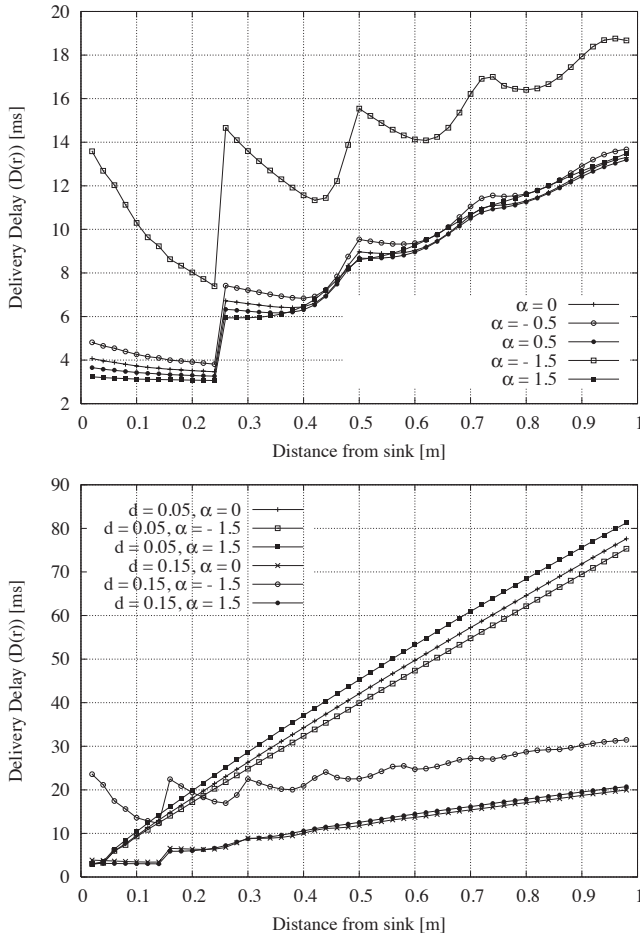 20
18
16
14
12
10
8
6
4
2
Delivery Delay (D(r)) [ms]
α = 0
α = - 0.5
α = 0.5
α = - 1.5
α = 1.5
0 0.1 0.2 0.3 0.4 0.5 0.6 0.7 0.8 0.9 1
Distance from sink [m]
90
80
70
60
50
40
30
20
10
0
Delivery Delay (D(r)) [ms]
d = 0.05, α = 0
d = 0.05, α = - 1.5
d = 0.05, α = 1.5
d = 0.15, α = 0
d = 0.15, α = - 1.5
d = 0.15, α = 1.5
0 0.1 0.2 0.3 0.4 0.5 0.6 0.7 0.8 0.9 1
Distance from sink [m]